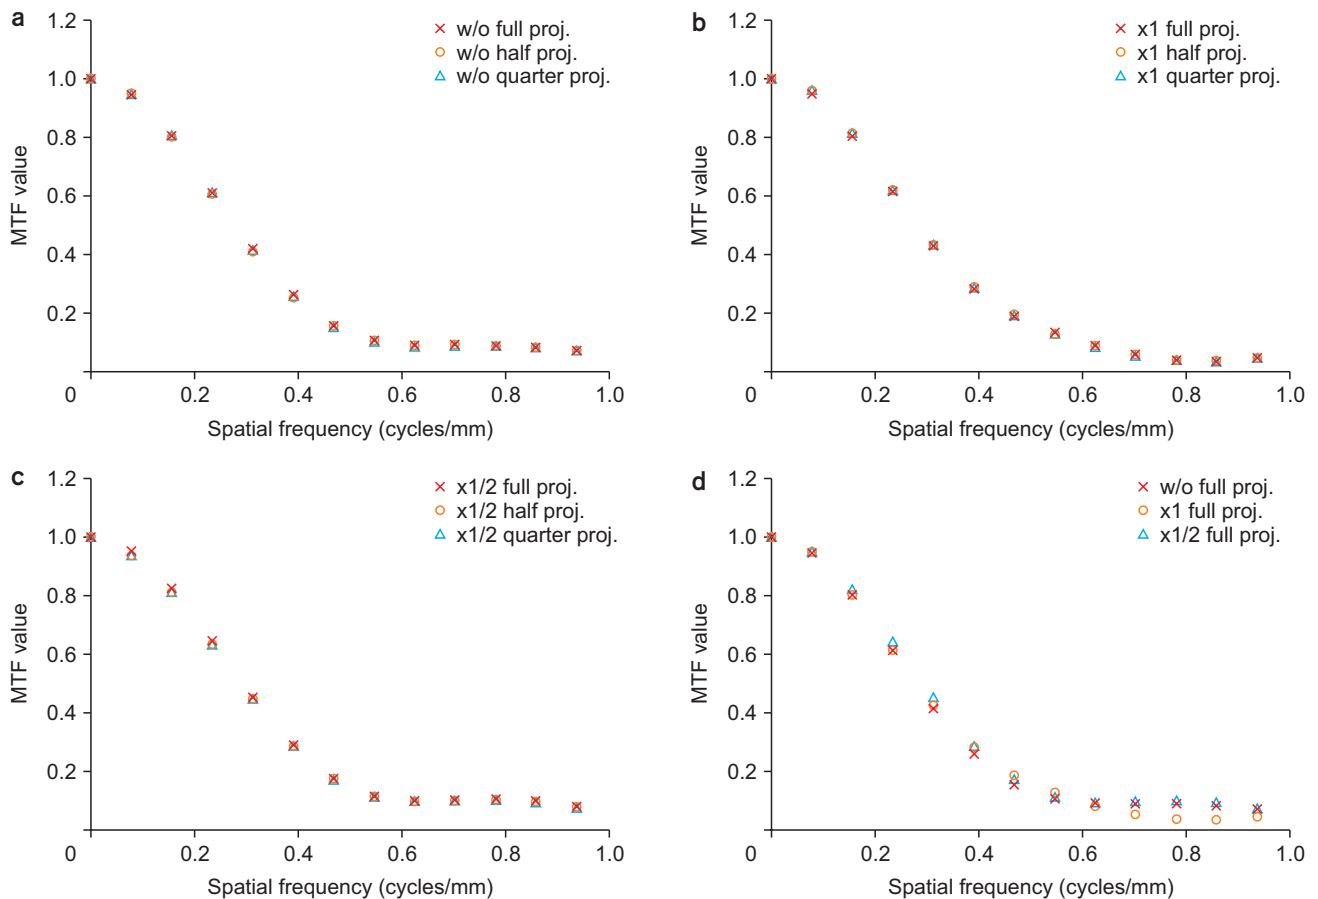 a
1.2
1.0
0.8
0.6
0.4
0.2
MTF value
w/o full proj.
w/o half proj.
w/o quarter proj.
0 0.2 0.4 0.6 0.8 1.0
Spatial frequency (cycles/mm)
b
1.2
1.0
0.8
0.6
0.4
0.2
MTF value
x1 full proj.
x1 half proj.
x1 quarter proj.
0 0.2 0.4 0.6 0.8 1.0
Spatial frequency (cycles/mm)
c
1.2
1.0
0.8
0.6
0.4
0.2
MTF value
x1/2 full proj.
x1/2 half proj.
x1/2 quarter proj.
0 0.2 0.4 0.6 0.8 1.0
Spatial frequency (cycles/mm)
d
1.2
1.0
0.8
0.6
0.4
0.2
MTF value
w/o full proj.
x1 full proj.
x1/2 full proj.
0 0.2 0.4 0.6 0.8 1.0
Spatial frequency (cycles/mm)